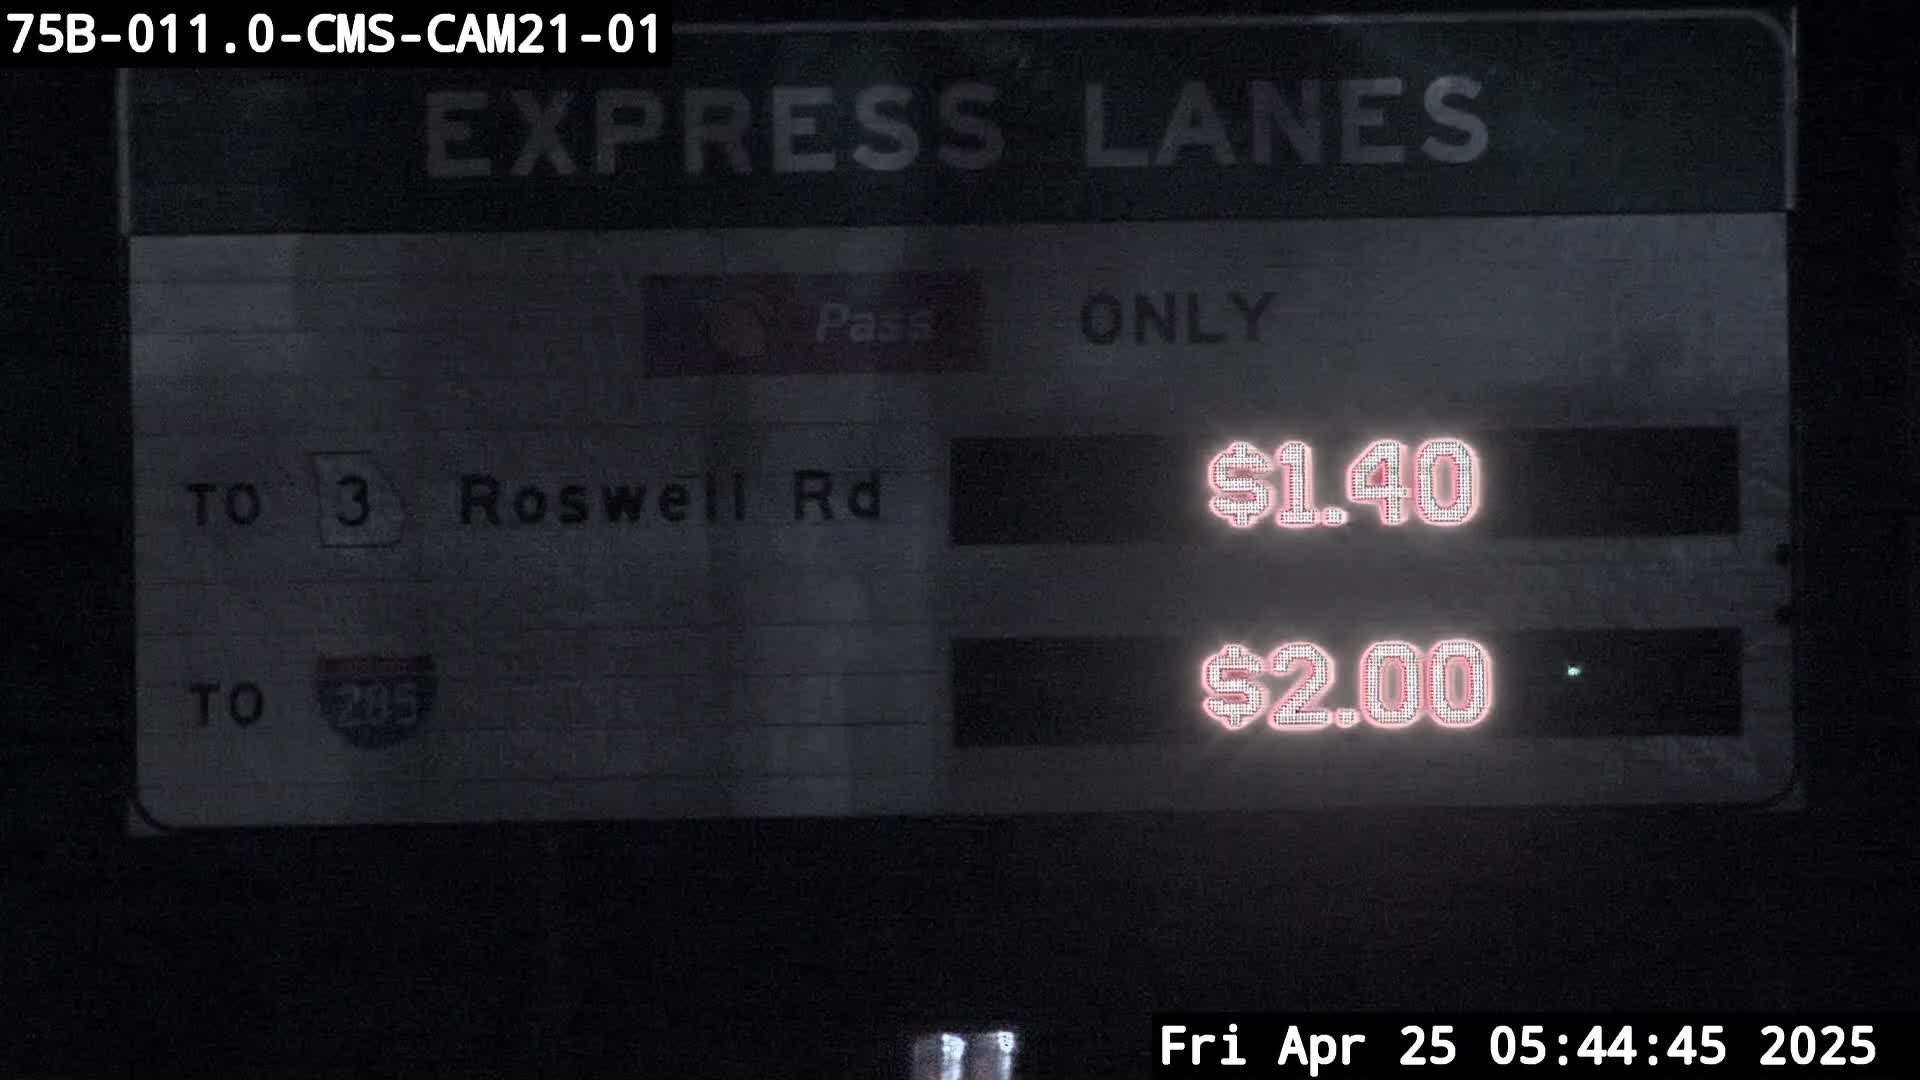 75B-011.0-CMS-CAM21-01
EXPRESS LANES
Pass ONLY
TO 3 Roswell Rd $1.40
TO 285 $2.00
Fri Apr 25 05:44:45 2025